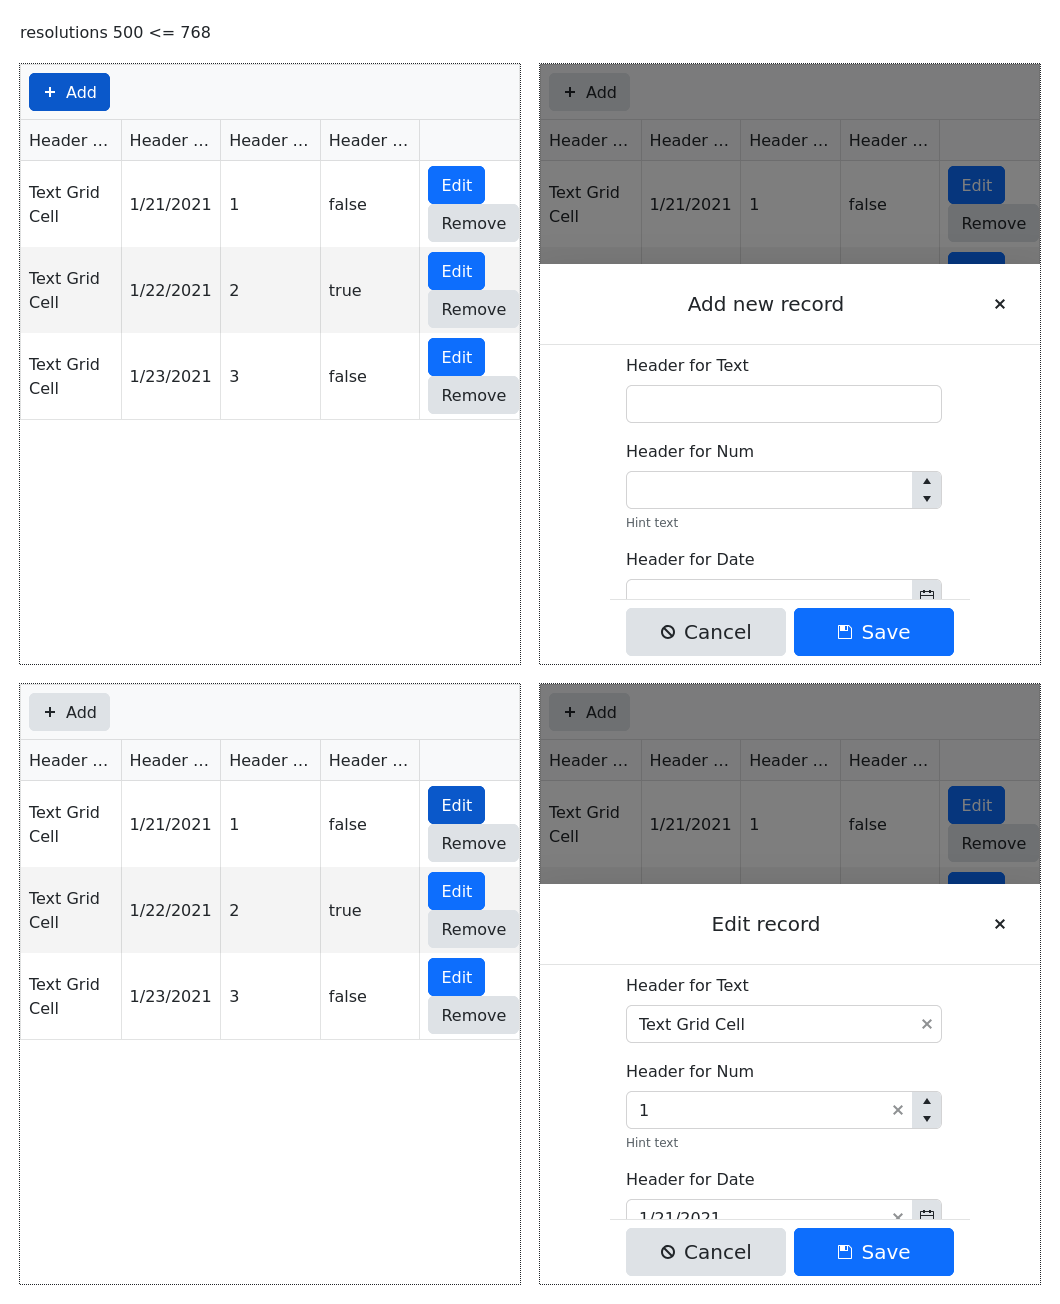 resolutions 500 <= 768
Add
Header ... Header ... Header ... Header ...
Text Grid Cell 1/21/2021 1 false Edit Remove
Text Grid Cell 1/22/2021 2 true Edit Remove
Text Grid Cell 1/23/2021 3 false Edit Remove
Add
Header ... Header ... Header ... Header ...
Text Grid Cell 1/21/2021 1 false Edit Remove
Add new record
Header for Text
Header for Num
Hint text
Header for Date
Cancel Save
Add
Header ... Header ... Header ... Header ...
Text Grid Cell 1/21/2021 1 false Edit Remove
Text Grid Cell 1/22/2021 2 true Edit Remove
Text Grid Cell 1/23/2021 3 false Edit Remove
Add
Header ... Header ... Header ... Header ...
Text Grid Cell 1/21/2021 1 false Edit Remove
Edit record
Header for Text
Text Grid Cell
Header for Num
1
Hint text
Header for Date
1/21/2021
Cancel Save